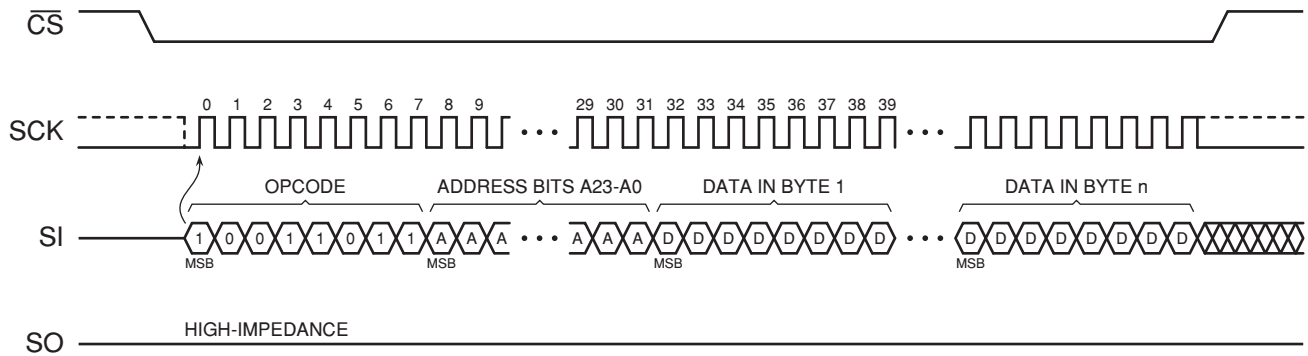 CS
0 1 2 3 4 5 6 7 8 9 29 30 31 32 33 34 35 36 37 38 39
SCK
OPCODE ADDRESS BITS A23-A0 DATA IN BYTE 1 DATA IN BYTE n
SI 1 0 0 1 1 0 1 1 A A A A A A D D D D D D D D D D D D D D D D
MSB MSB MSB MSB
HIGH-IMPEDANCE
SO